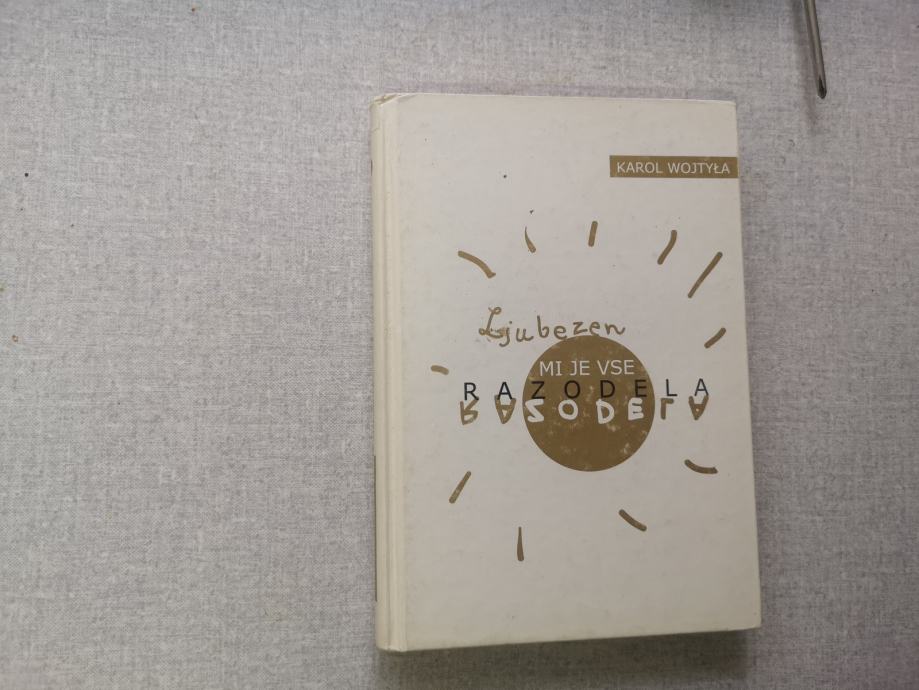 KAROL WOJTYŁA
Ljubezen
MI JE VSE
RAZODELA
RAZODELA